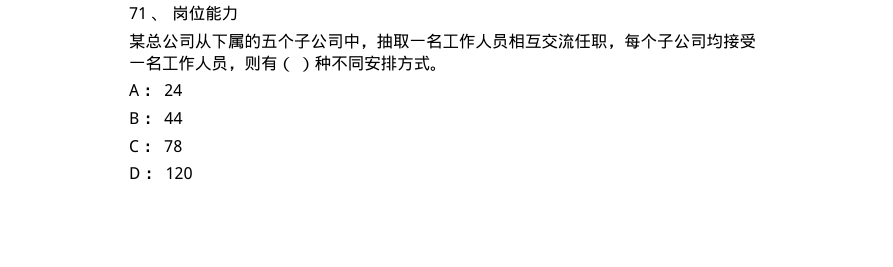 71、 岗位能力
某总公司从下属的五个子公司中，抽取一名工作人员相互交流任职，每个子公司均接受
一名工作人员，则有（ ）种不同安排方式。
A： 24
B： 44
C： 78
D： 120